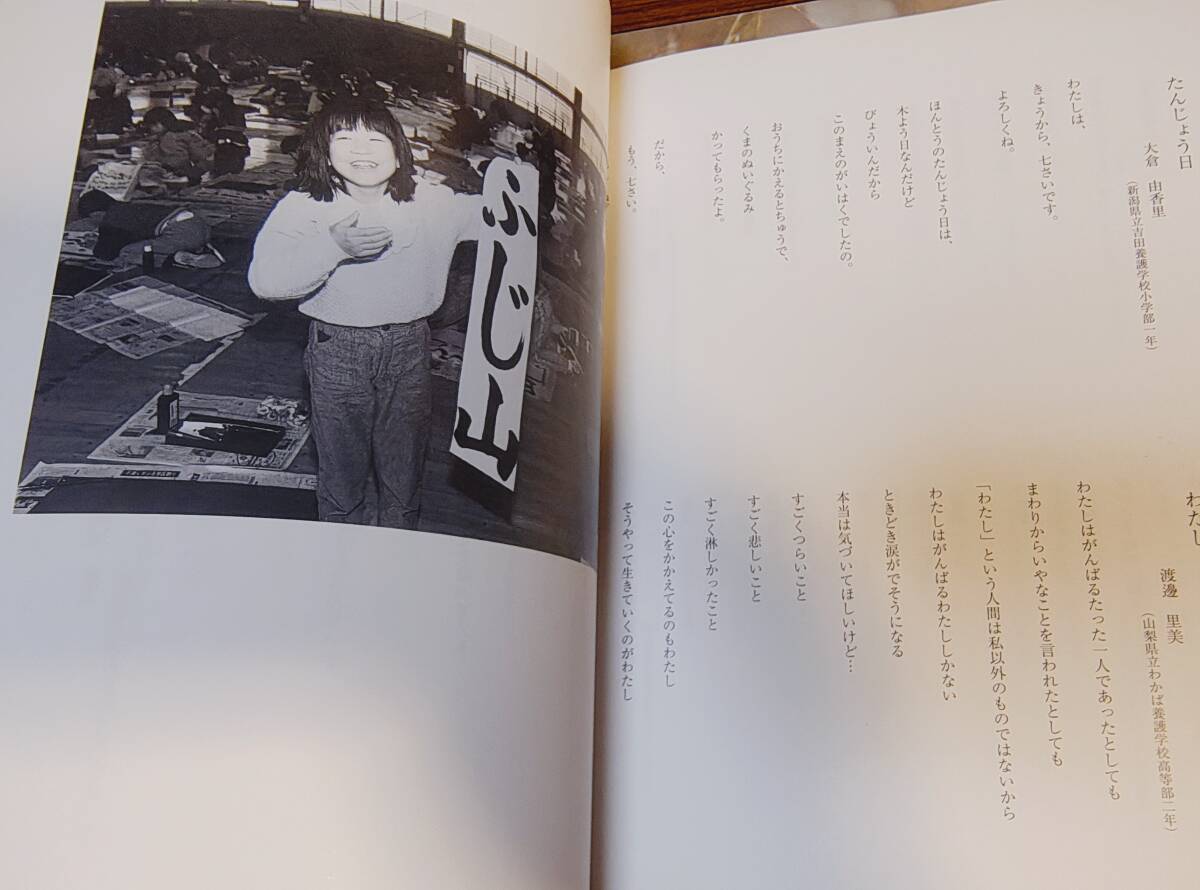 ふじ山
たんじょう日
大倉 由香里
(新潟県立吉田養護学校小学部一年)
わたしは、
きょうから、七さいです。
よろしくね。
ほんとうのたんじょう日は、
木よう日なんだけど
びょういんだから
このまえのがいはくでしたの。
おうちにかえるとちゅうで、
くまのぬいぐるみ
かってもらったよ。
だから、
もう、七さい。
わたし
渡邊 里美
(山梨県立わかば養護学校高等部二年)
わたしはがんばるたった一人であったとしても
まわりからいやなことを言われたとしても
「わたし」という人間は私以外のものではないから
わたしはがんばるわたししかない
ときどき涙がでそうになる
本当は気づいてほしいけど…
すごくつらいこと
すごく悲しいこと
すごく淋しかったこと
この心をかかえてるのもわたし
そうやって生きていくのがわたし